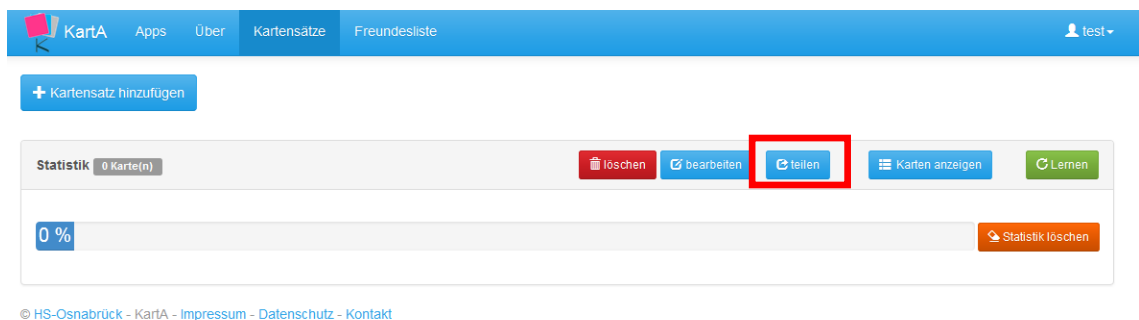 KartA Apps Über Kartensätze Freundesliste test
Kartensatz hinzufügen
Statistik 0 Karte(n) löschen bearbeiten teilen Karten anzeigen Lernen
0 % Statistik löschen
© HS-Osnabrück - KartA - Impressum - Datenschutz - Kontakt